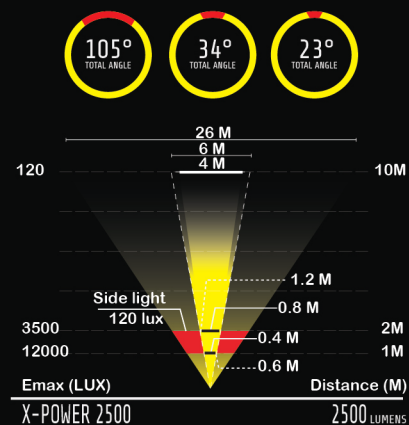 105° 34° 23°
TOTAL ANGLE TOTAL ANGLE TOTAL ANGLE
26 M
6 M
120 4 M 10M
1.2 M
Side light 0.8 M
120 lux
3500 2M
0.4 M
12000 1M
0.6 M
Emax (LUX) Distance (M)
X-POWER 2500 2500 LUMENS